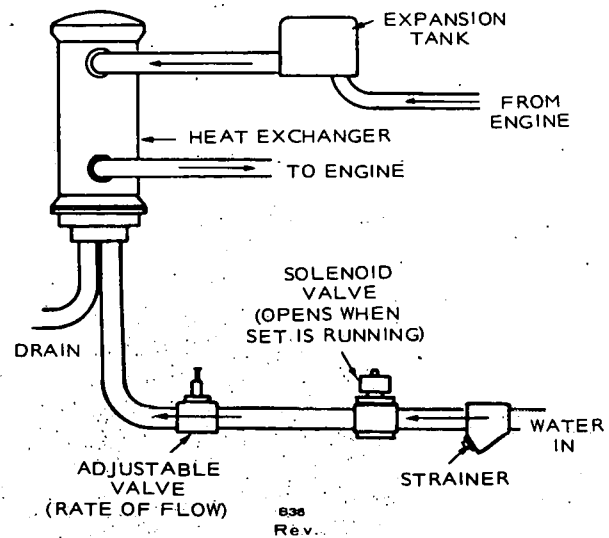 EXPANSION
TANK
FROM
ENGINE
HEAT EXCHANGER
TO ENGINE
SOLENOID
VALVE
(OPENS WHEN
SET IS RUNNING)
DRAIN
WATER
IN
STRAINER
ADJUSTABLE
VALVE
(RATE OF FLOW)
B38
Rev.